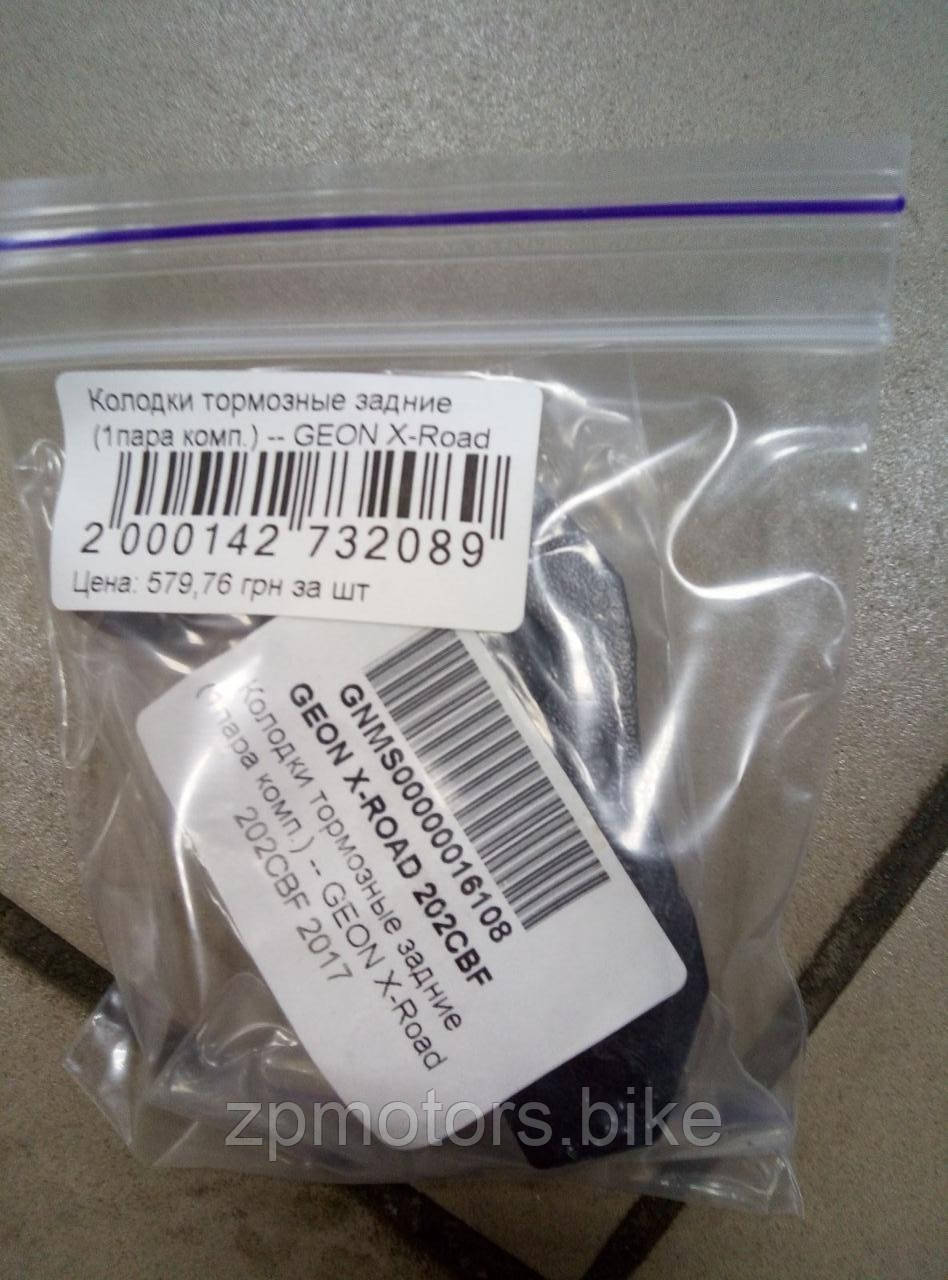 Колодки тормозные задние
(1пара комп.) -- GEON X-Road
2 000142 732089
Цена: 579,76 грн за шт
GNMS0000016108
GEON X-ROAD 202CBF
Колодки тормозные задние
(1пара комп.) -- GEON X-Road
202CBF 2017
zpmotors.bike